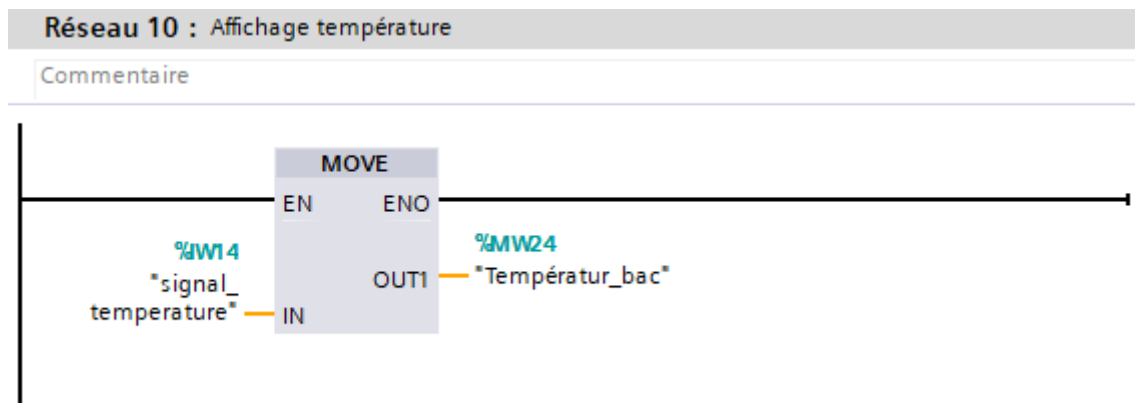 Réseau 10 : Affichage température
Commentaire
MOVE
EN ENO
%IW14
"signal_
temperature"
IN
OUT1
%MW24
"Températur_bac"